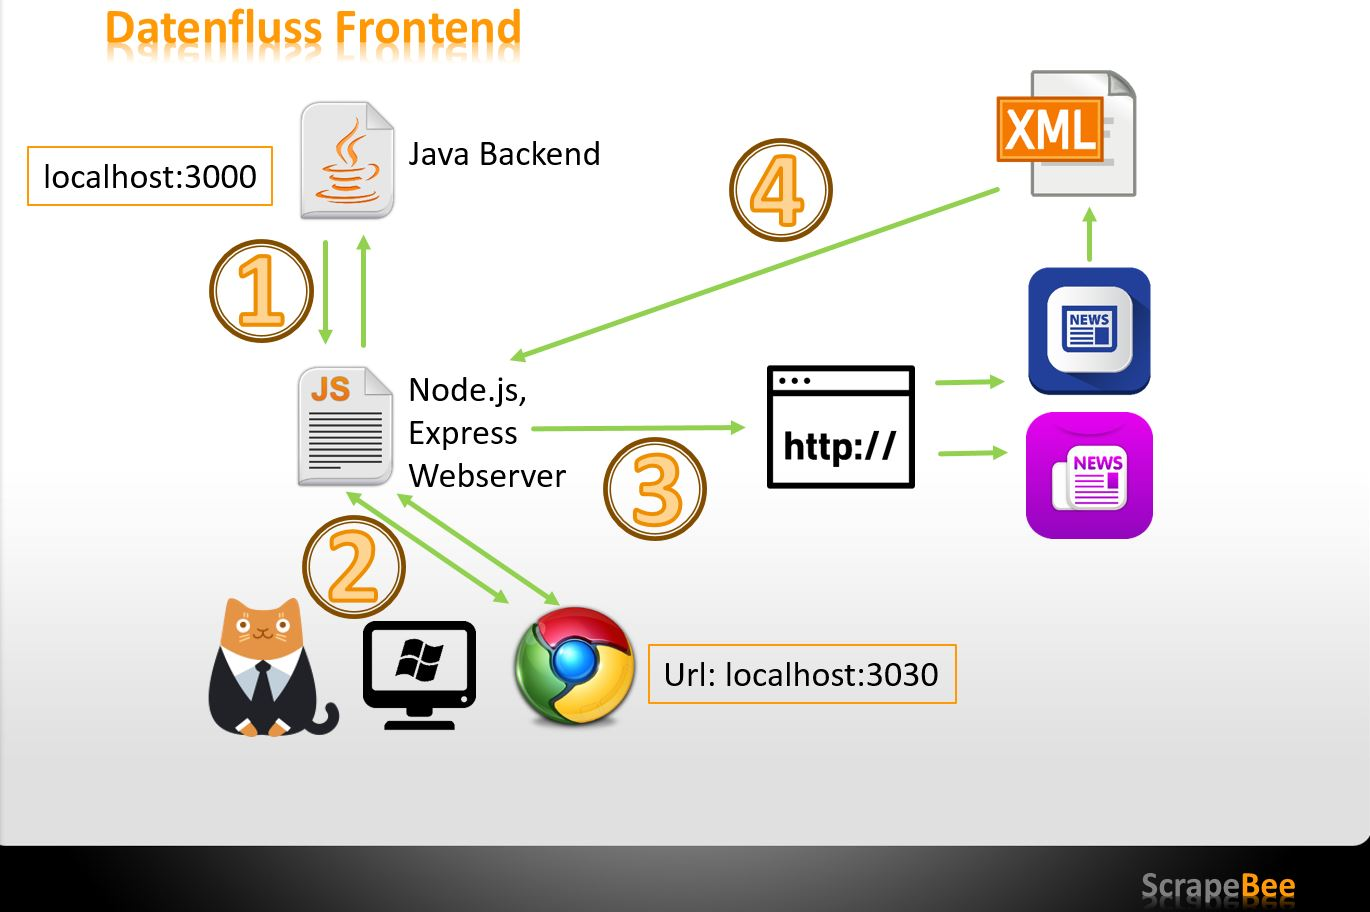 Datenfluss Frontend
localhost:3000
Java Backend
4
XML
1
NEWS
JS
Node.js,
Express
Webserver
http://
NEWS
3
2
Url: localhost:3030
ScrapeBee